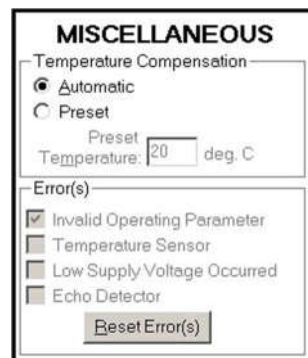 MISCELLANEOUS
Temperature Compensation
Automatic
Preset
Preset
Temperature: 20 deg. C
Error(s)
Invalid Operating Parameter
Temperature Sensor
Low Supply Voltage Occurred
Echo Detector
Reset Error(s)